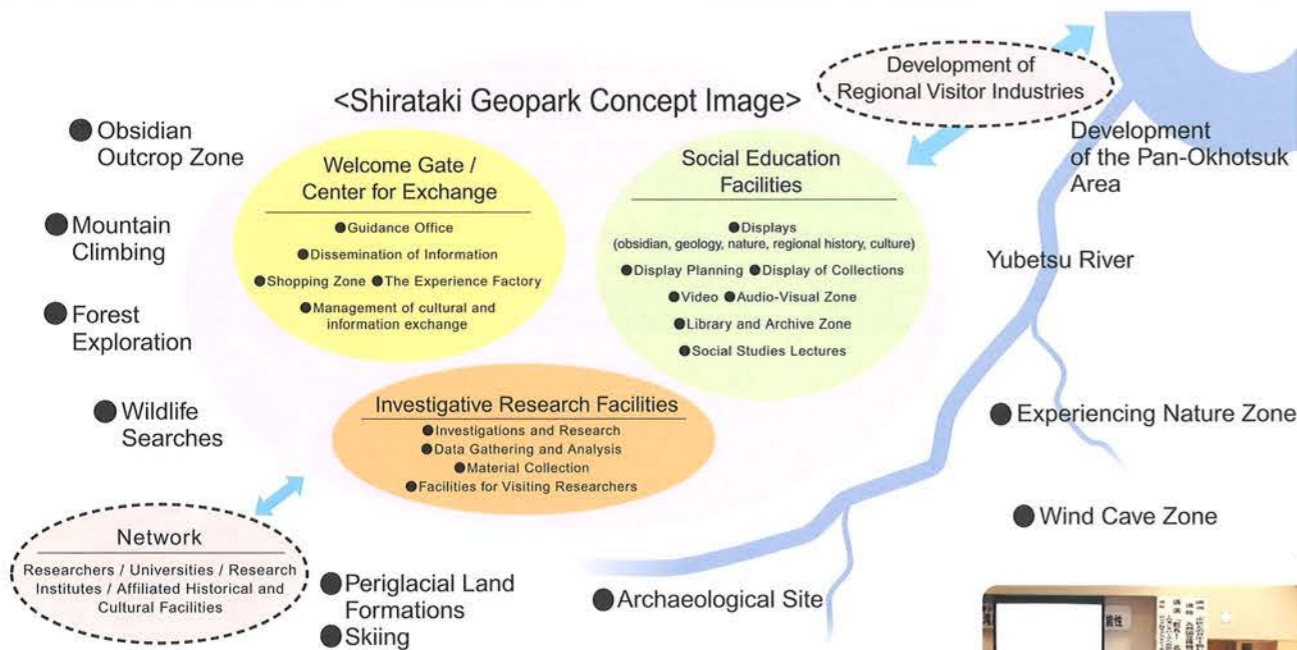 <Shirataki Geopark Concept Image>
Development of
Regional Visitor Industries
Development
of the Pan-Okhotsuk
Area
● Obsidian
Outcrop Zone
● Mountain
Climbing
● Forest
Exploration
● Wildlife
Searches
Welcome Gate /
Center for Exchange
● Guidance Office
● Dissemination of Information
● Shopping Zone ● The Experience Factory
● Management of cultural and
information exchange
Social Education
Facilities
● Displays
(obsidian, geology, nature, regional history, culture)
● Display Planning ● Display of Collections
● Video ● Audio-Visual Zone
● Library and Archive Zone
● Social Studies Lectures
Yubetsu River
Investigative Research Facilities
● Investigations and Research
● Data Gathering and Analysis
● Material Collection
● Facilities for Visiting Researchers
● Experiencing Nature Zone
● Wind Cave Zone
Network
Researchers / Universities / Research
Institutes / Affiliated Historical and
Cultural Facilities
● Periglacial Land
Formations
● Skiing
● Archaeological Site